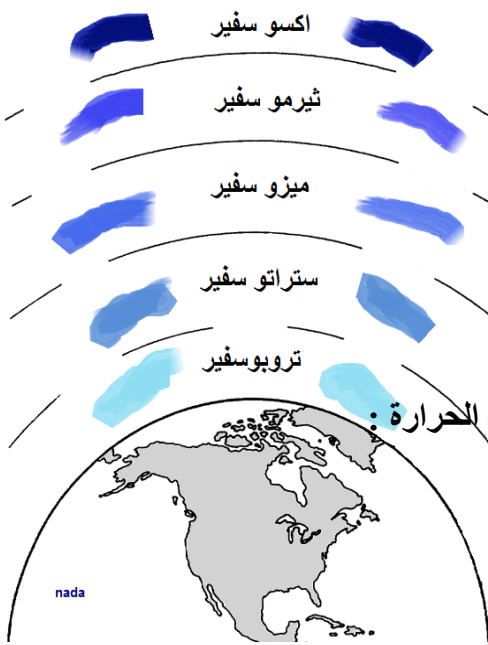 اكسو سفير
ثيرمو سفير
ميزو سفير
ستراتو سفير
تروبوسفير
الحرارة :
nada